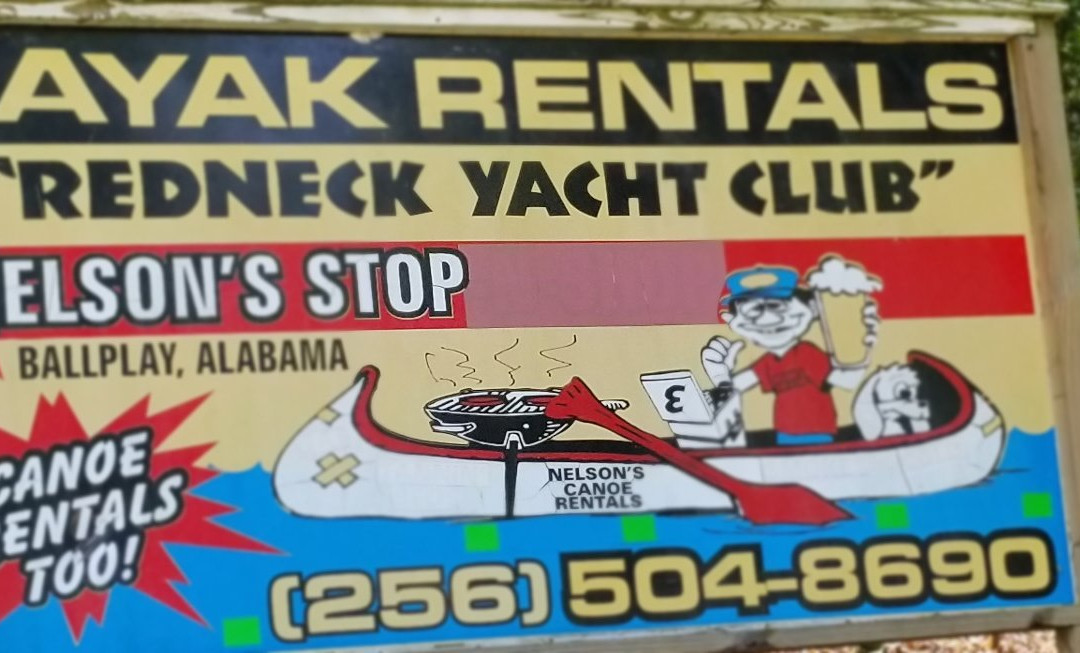 AYAK RENTALS
"REDNECK YACHT CLUB"
ELSON'S STOP
BALLPLAY, ALABAMA
CANOE
ENTALS
TOO!
3
NELSON'S
CANOE
RENTALS
(256) 504-8690